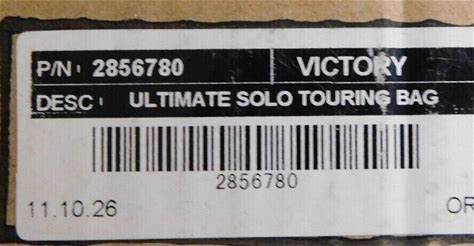 P/N: 2856780 VICTORY
DESC: ULTIMATE SOLO TOURING BAG
2856780
11.10.26 OR